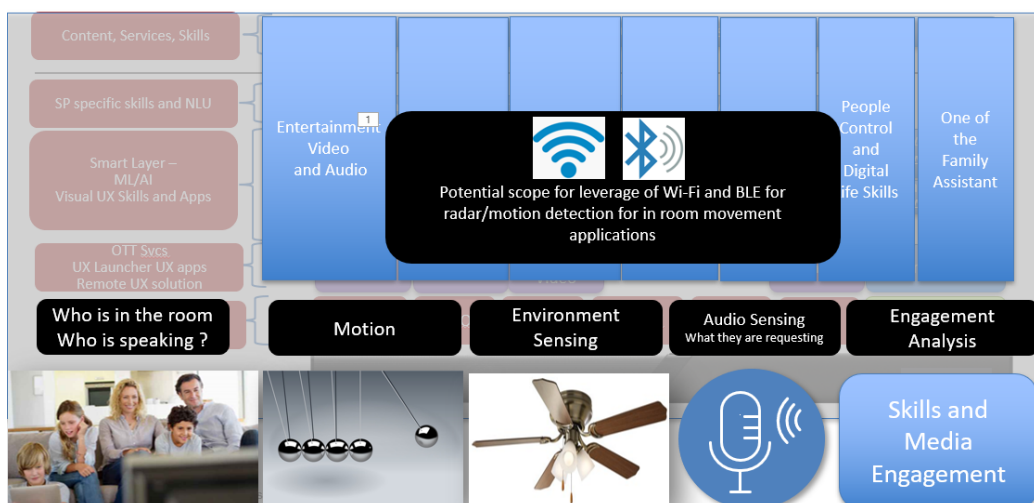 Content, Services, Skills
SP specific skills and NLU
Smart Layer –
ML/AI
Visual UX Skills and Apps
OTT Svcs
UX Launcher UX apps
Remote UX solution
Entertainment
Video
and Audio
1
People
Control
and
Digital
ife Skills
One of
the
Family
Assistant
Potential scope for leverage of Wi-Fi and BLE for
radar/motion detection for in room movement
applications
Who is in the room
Who is speaking ?
Motion
Environment
Sensing
Audio Sensing
What they are requesting
Engagement
Analysis
Skills and
Media
Engagement